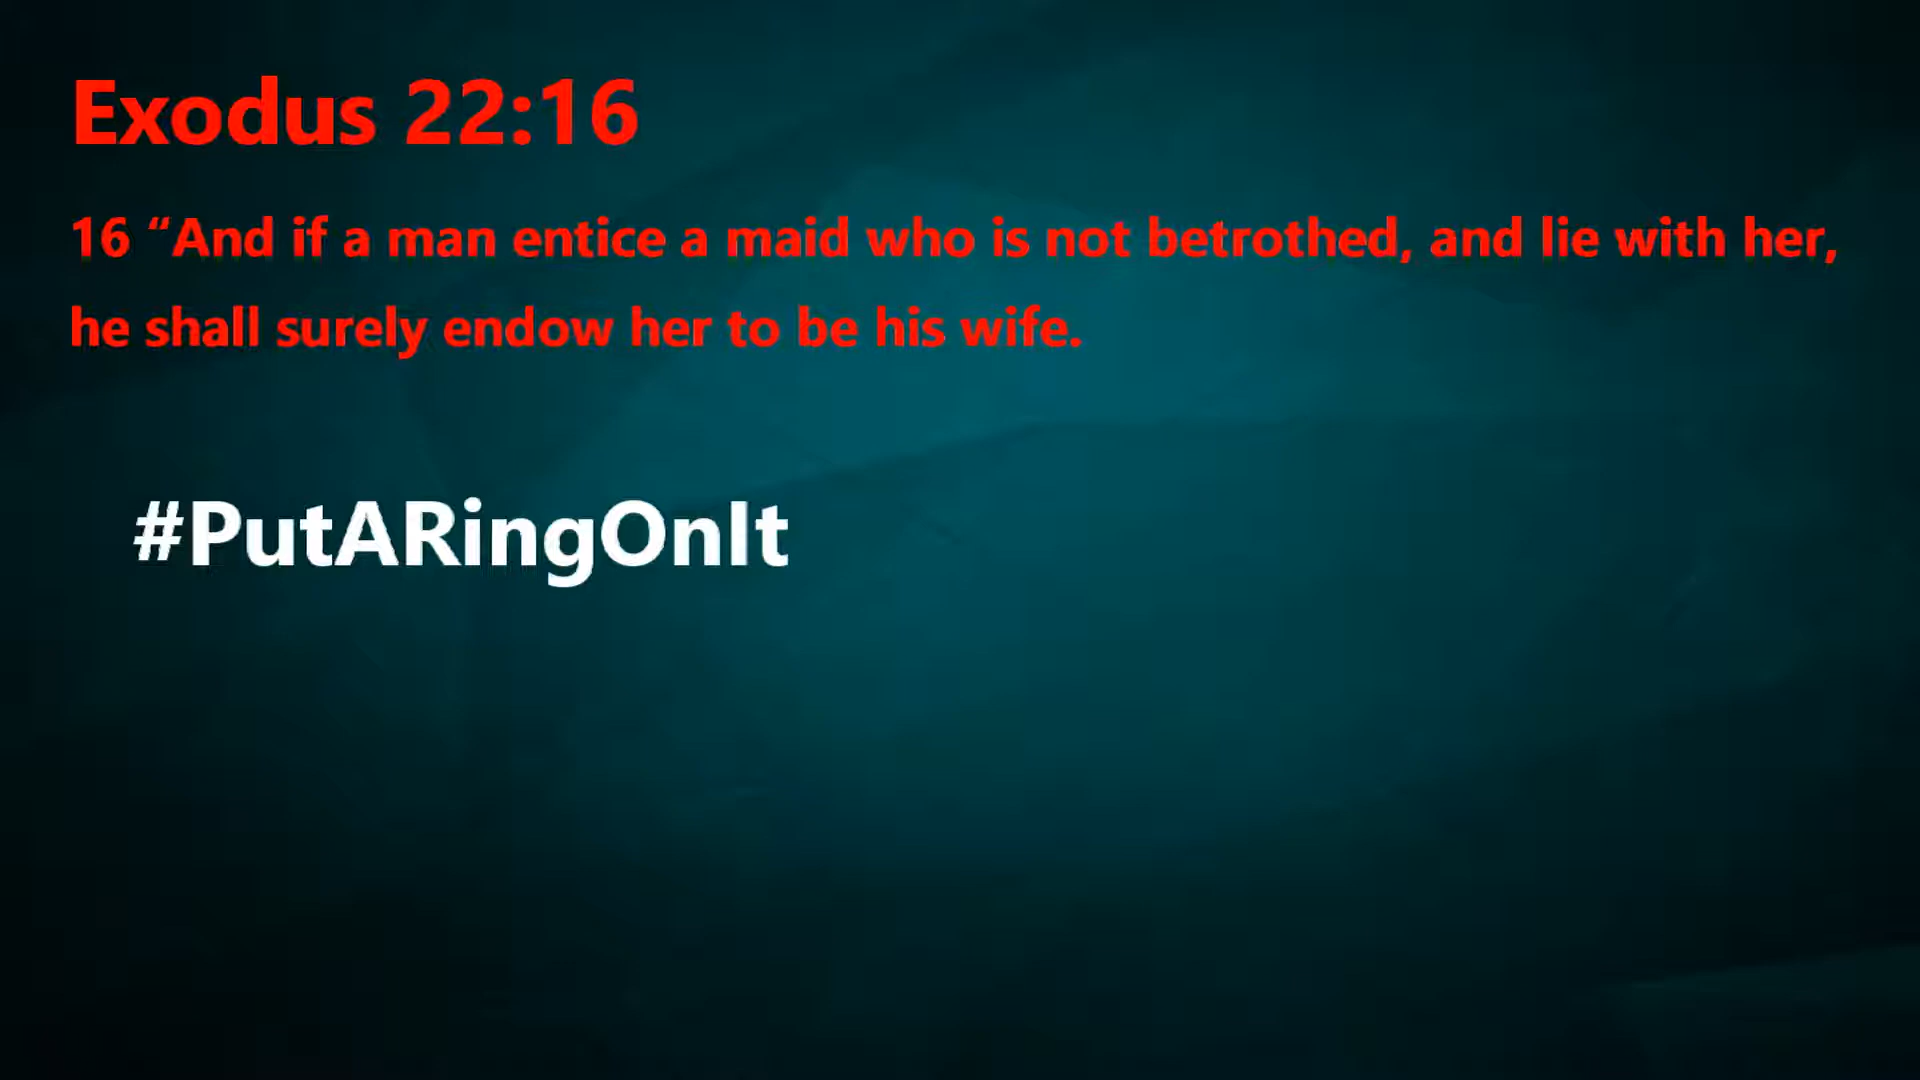 Exodus 22:16
16 “And if a man entice a maid who is not betrothed, and lie with her,
he shall surely endow her to be his wife.
#PutARingOnIt